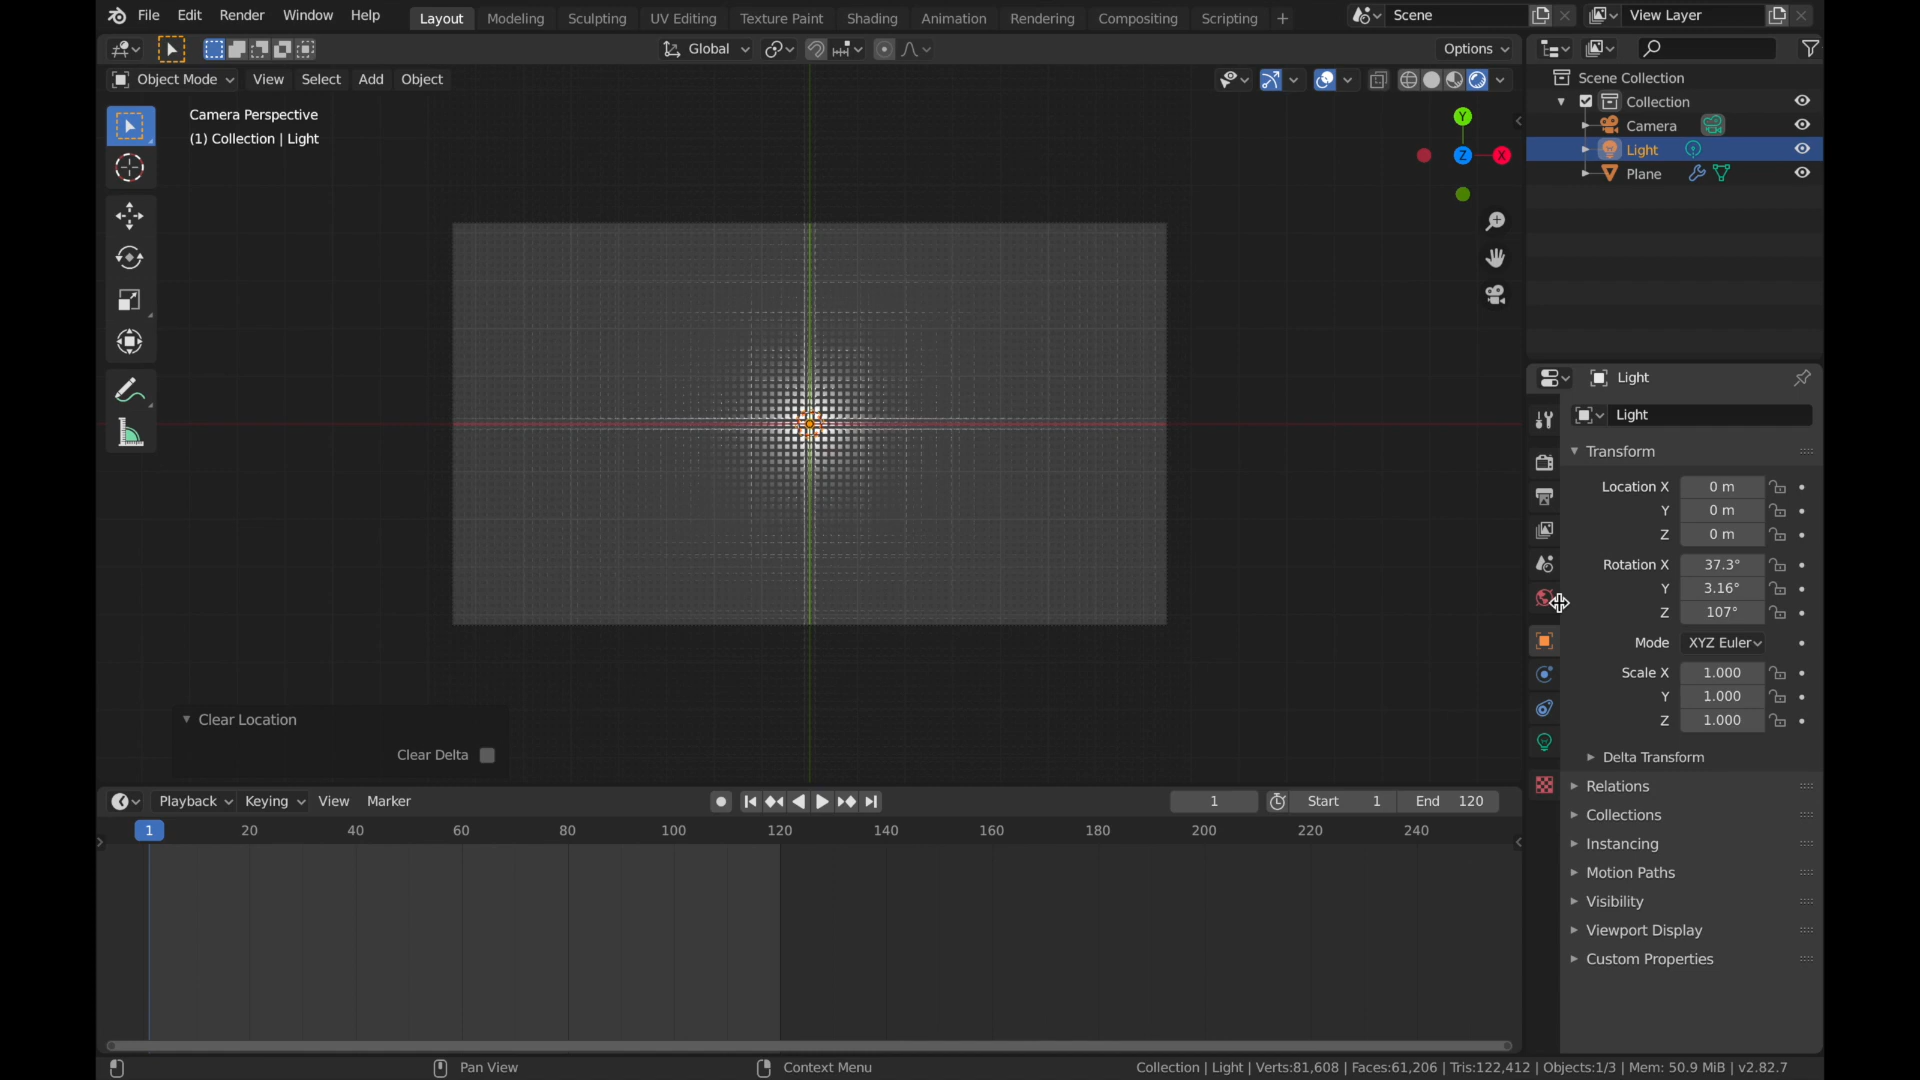 File Edit Render Window Help Layout Modeling Sculpting UV Editing Texture Paint Shading Animation Rendering Compositing Scripting + Scene View Layer
Global Options
Object Mode View Select Add Object
Camera Perspective
(1) Collection | Light
Y
Z X
Scene Collection
Collection
Camera
Light
Plane
Light
Light
Transform
Location X 0 m
Y 0 m
Z 0 m
Rotation X 37.3°
Y 3.16°
Z 107°
Mode XYZ Euler
Scale X 1.000
Y 1.000
Z 1.000
Delta Transform
Relations
Collections
Instancing
Motion Paths
Visibility
Viewport Display
Custom Properties
Clear Location
Clear Delta
Playback Keying View Marker 1 Start 1 End 120
1 20 40 60 80 100 120 140 160 180 200 220 240
Pan View Context Menu Collection | Light | Verts:81,608 | Faces:61,206 | Tris:122,412 | Objects:1/3 | Mem: 50.9 MiB | v2.82.7